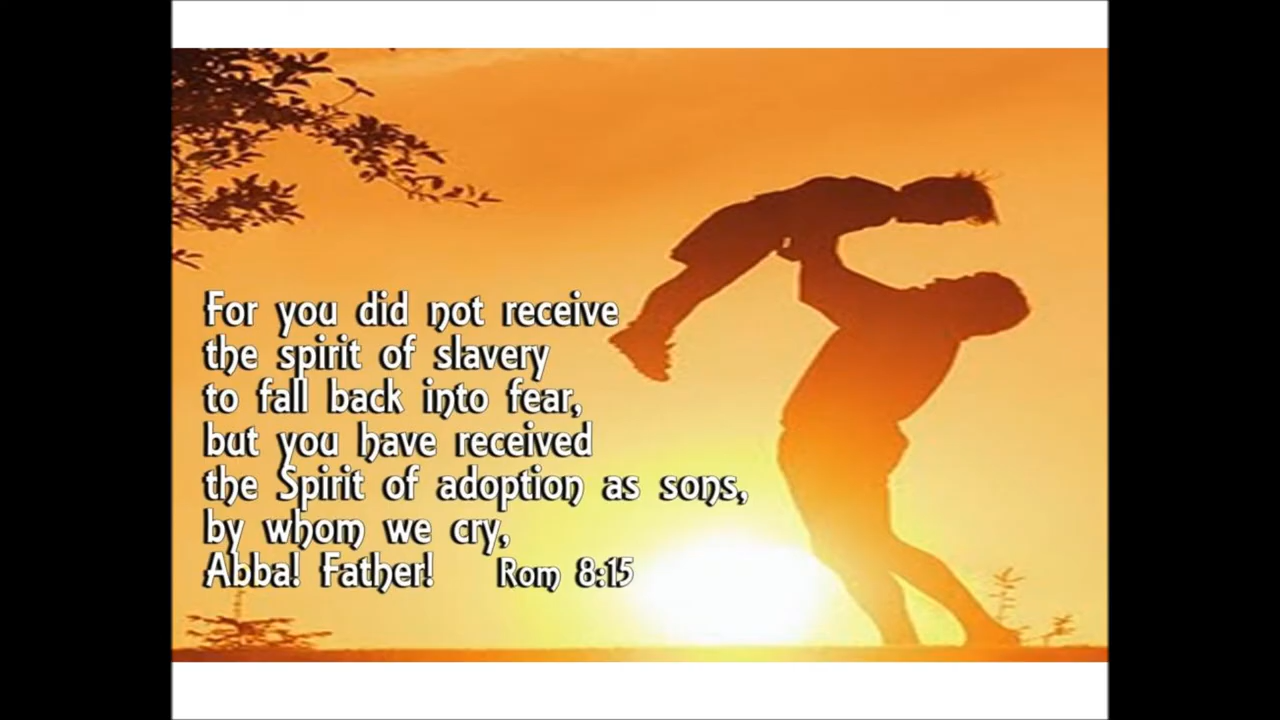 For you did not receive
the spirit of slavery
to fall back into fear,
but you have received
the Spirit of adoption as sons,
by whom we cry,
Abba! Father! Rom 8:15